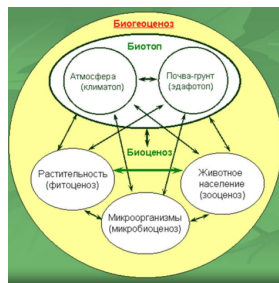 Биогеоценоз
Биотоп
Атмосфера
(климатоп)
Почва-грунт
(эдафотоп)
Биоценоз
Растительность
(фитоценоз)
Животное
население
(зооценоз)
Микроорганизмы
(микробиоценоз)